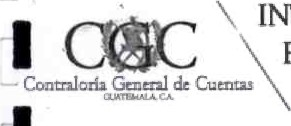 CGC
Contraloría General de Cuentas
GUATEMALA, C.A.